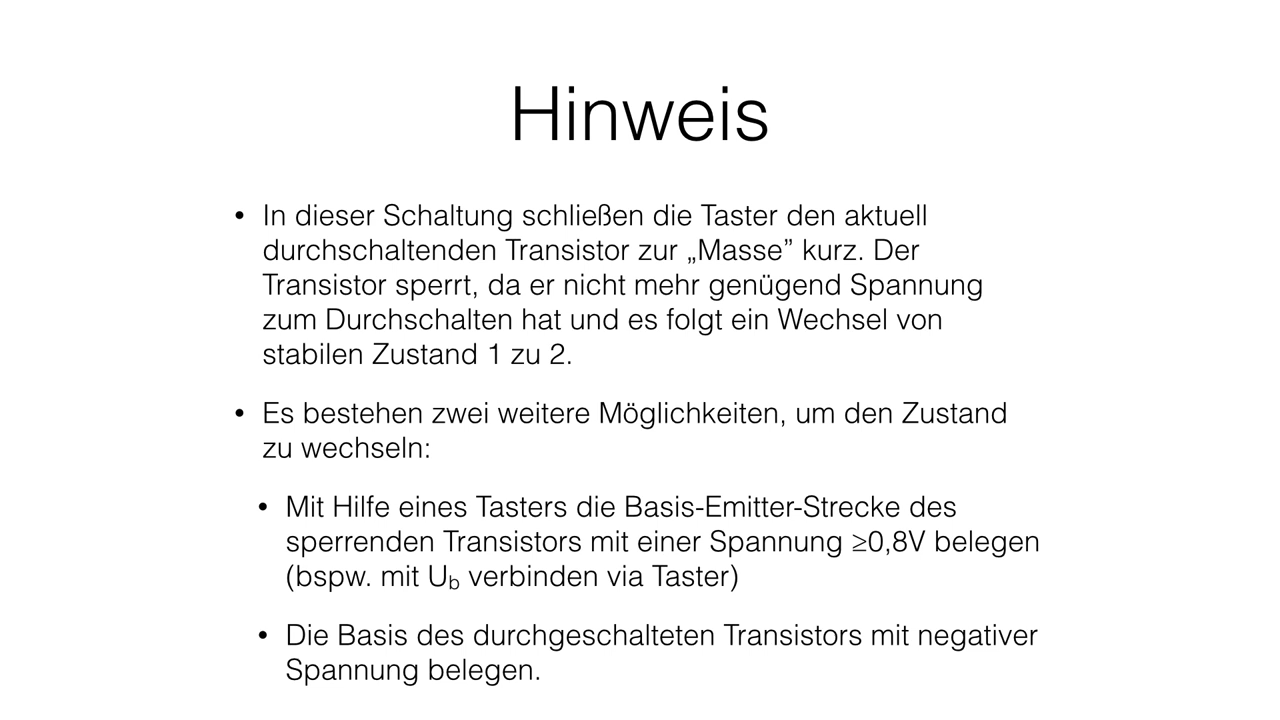 Hinweis
• In dieser Schaltung schließen die Taster den aktuell
durchschaltenden Transistor zur „Masse” kurz. Der
Transistor sperrt, da er nicht mehr genügend Spannung
zum Durchschalten hat und es folgt ein Wechsel von
stabilen Zustand 1 zu 2.
• Es bestehen zwei weitere Möglichkeiten, um den Zustand
zu wechseln:
• Mit Hilfe eines Tasters die Basis-Emitter-Strecke des
sperrenden Transistors mit einer Spannung ≥0,8V belegen
(bspw. mit U_b verbinden via Taster)
• Die Basis des durchgeschalteten Transistors mit negativer
Spannung belegen.